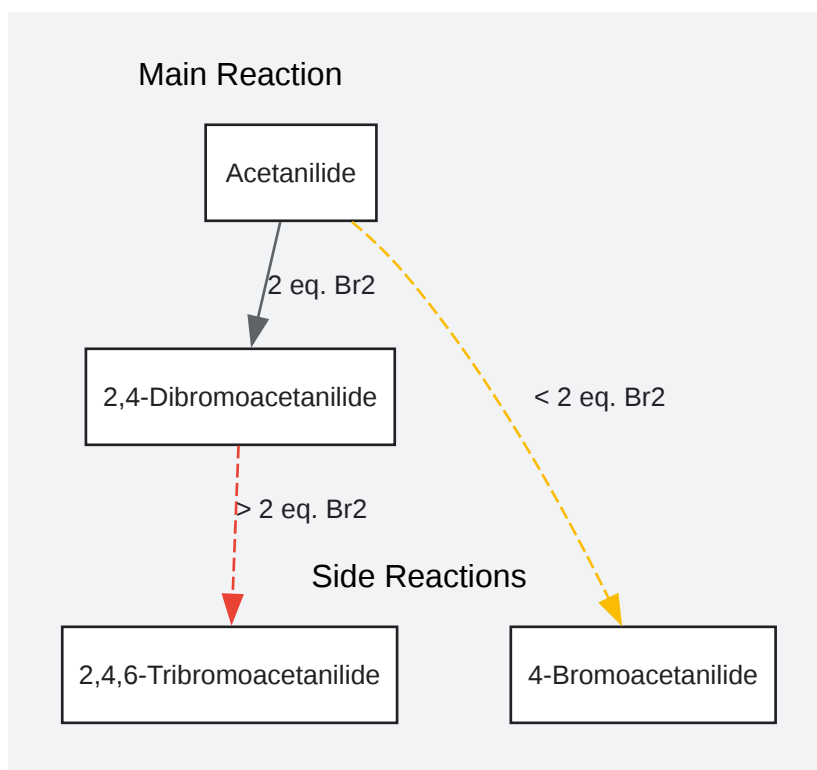 Main Reaction
Acetanilide
2 eq. Br2
2,4-Dibromoacetanilide
< 2 eq. Br2
> 2 eq. Br2
Side Reactions
2,4,6-Tribromoacetanilide
4-Bromoacetanilide